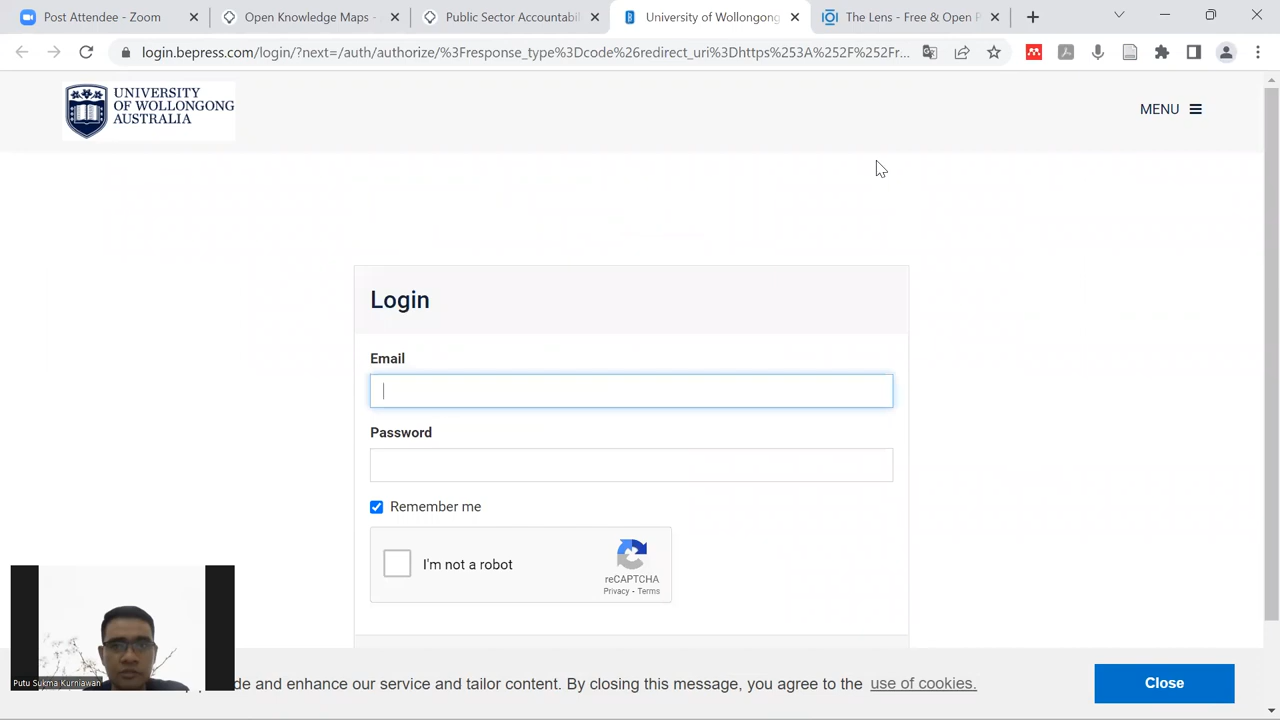 Post Attendee - Zoom
Open Knowledge Maps -
Public Sector Accountabil
University of Wollongong
The Lens - Free & Open P
login.bepress.com/login/?next=/auth/authorize/%3Fresponse_type%3Dcode%26redirect_uri%3Dhttps%253A%252F%252Fr...
UNIVERSITY
OF WOLLONGONG
AUSTRALIA
MENU
Login
Email
Password
Remember me
I'm not a robot
reCAPTCHA
Privacy - Terms
Putu Sukma Kurniawan
de and enhance our service and tailor content. By closing this message, you agree to the use of cookies.
Close